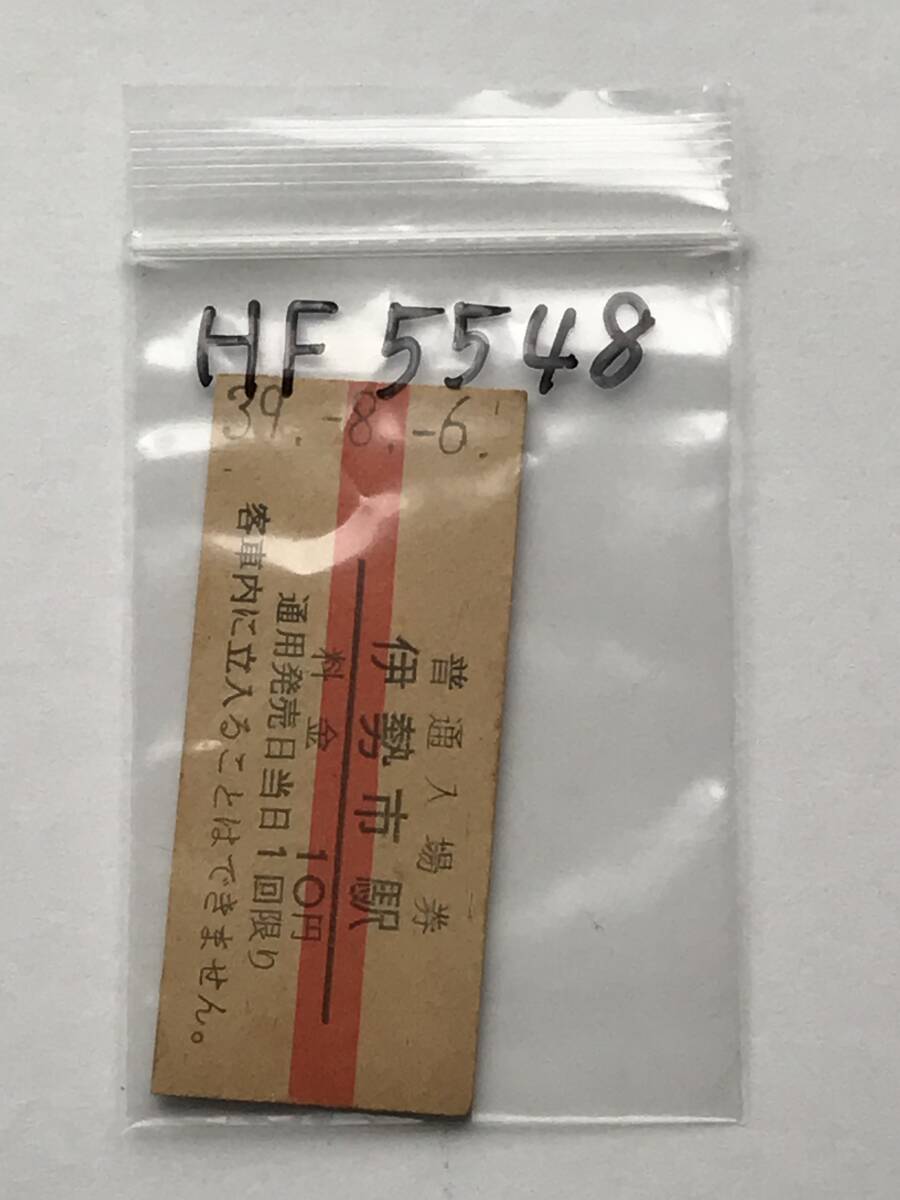 HF 5548
39.-8.-6.
普通入場券
伊勢市駅
料金 10円
通用発売日当日1回限り
客車内に立入ることはできません。